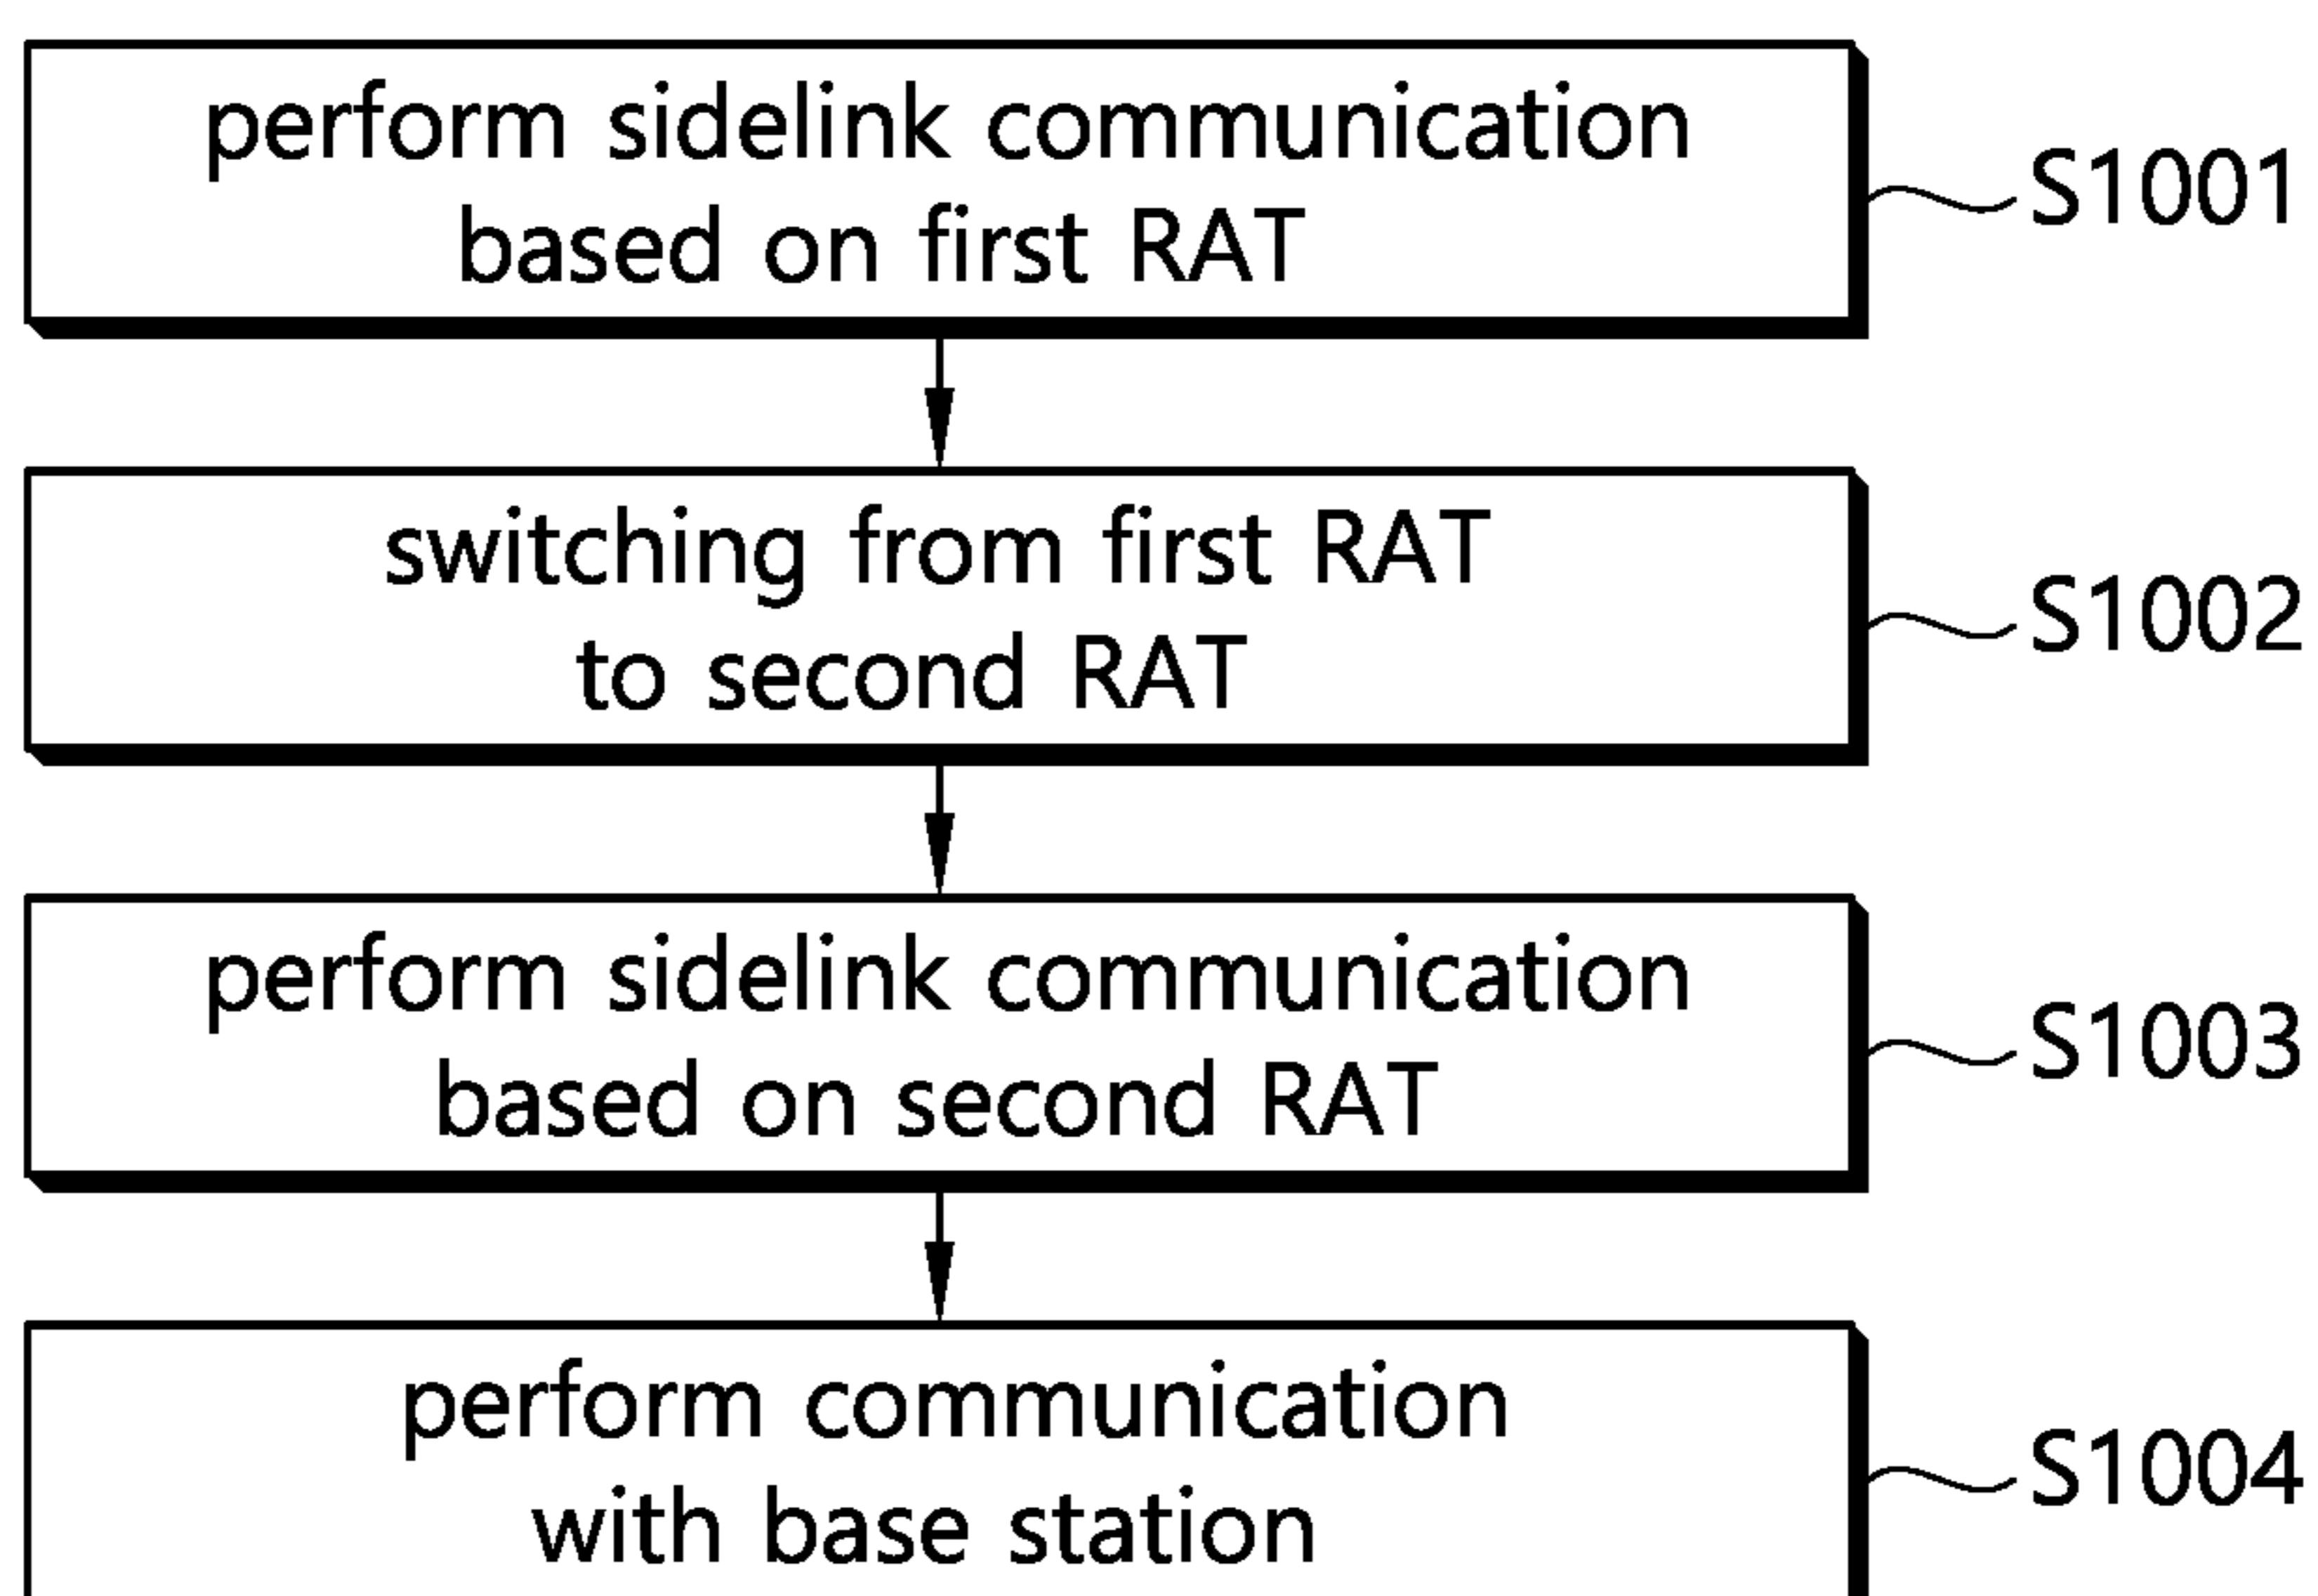 perform sidelink communication
based on first RAT
S1001
switching from first RAT
to second RAT
S1002
perform sidelink communication
based on second RAT
S1003
perform communication
with base station
S1004